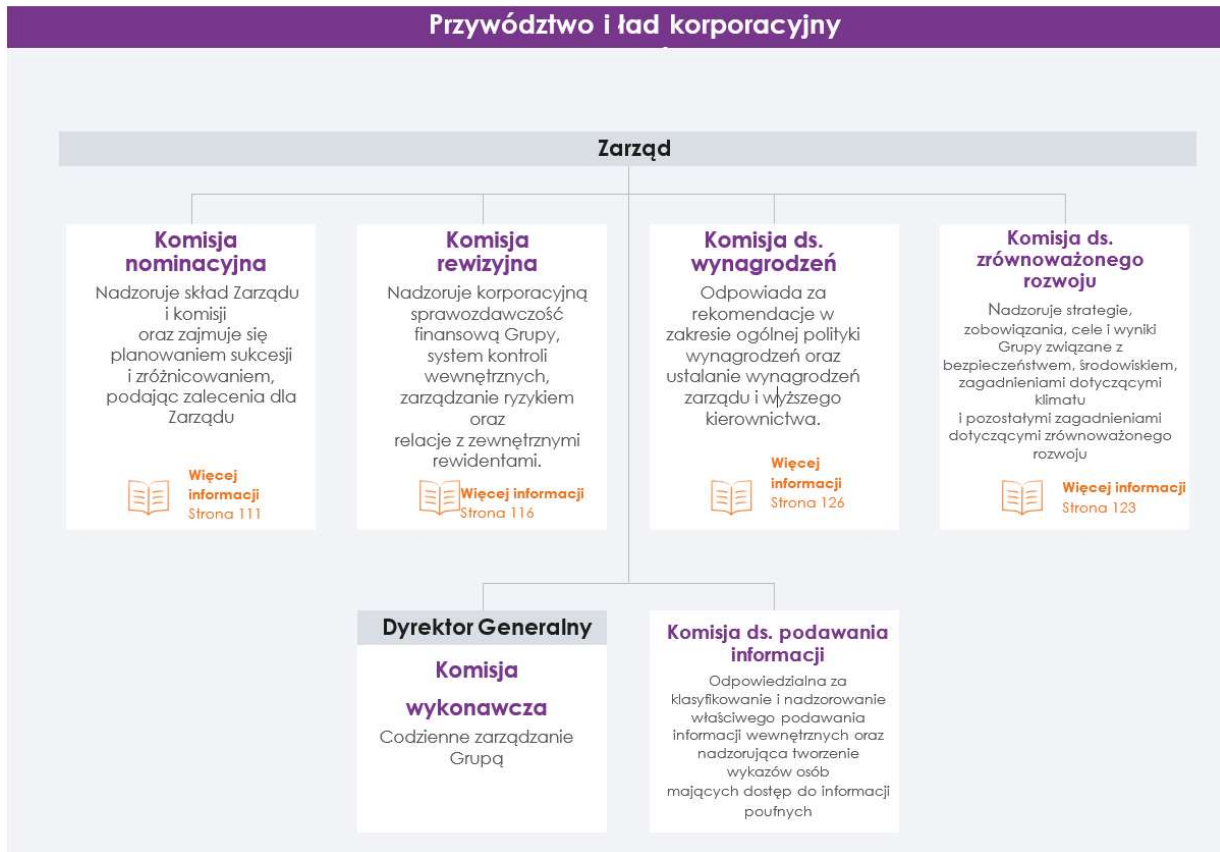 Przywództwo i ład korporacyjny
Zarząd
Komisja
nominacyjna
Nadzoruje skład Zarządu
i komisji
oraz zajmuje się
planowaniem sukcesji
i zróżnicowaniem,
podając zalecenia dla
Zarządu
Więcej
informacji
Strona 111
Komisja
rewizyjna
Nadzoruje korporacyjną
sprawozdawczość
finansową Grupy,
system kontroli
wewnętrznych,
zarządzanie ryzykiem
oraz
relacje z zewnętrznymi
rewidentami.
Więcej informacji
Strona 116
Komisja ds.
wynagrodzeń
Odpowiada za
rekomendacje w
zakresie ogólnej polityki
wynagrodzeń oraz
ustalanie wynagrodzeń
zarządu i wyższego
kierownictwa.
Więcej
informacji
Strona 126
Komisja ds.
zrównoważonego
rozwoju
Nadzoruje strategie,
zobowiązania, cele i wyniki
Grupy związane z
bezpieczeństwem, środowiskiem,
zagadnieniami dotyczącymi
klimatu
i pozostałymi zagadnieniami
dotyczącymi zrównoważonego
rozwoju
Więcej informacji
Strona 123
Dyrektor Generalny
Komisja
wykonawcza
Codzienne zarządzanie
Grupą
Komisja ds. podawania
informacji
Odpowiedzialna za
klasyfikowanie i nadzorowanie
właściwego podawania
informacji wewnętrznych oraz
nadzorująca tworzenie
wykazów osób
mających dostęp do informacji
poufnych